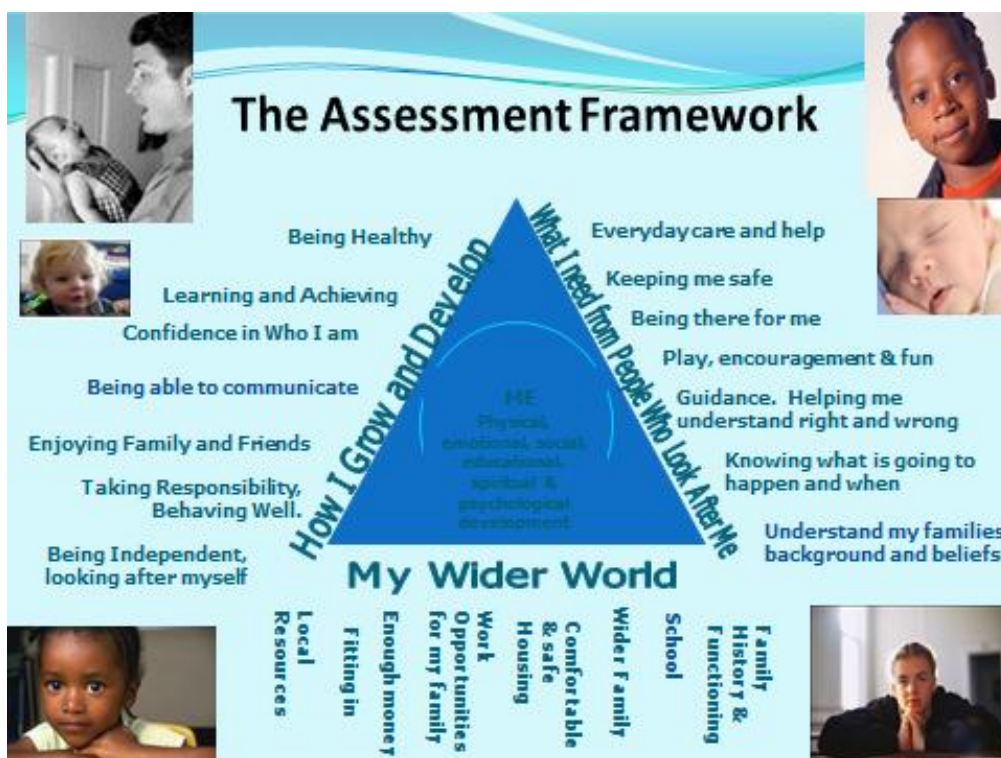 The Assessment Framework
Being Healthy
Learning and Achieving
Confidence in Who I am
Being able to communicate
Enjoying Family and Friends
Taking Responsibility,
Behaving Well.
Being Independent,
looking after myself
How I Grow and Develop
ME
Physical,
emotional, social,
educational,
spiritual &
psychological
development
What I need from People Who Look After Me
Everyday care and help
Keeping me safe
Being there for me
Play, encouragement & fun
Guidance. Helping me
understand right and wrong
Knowing what is going to
happen and when
Understand my families
background and beliefs
My Wider World
Local
Resources
Fitting in
Enough money
for my family
Work
Opportunities
Comfortable
& safe
Housing
Wider Family
School
Family
History &
Functioning